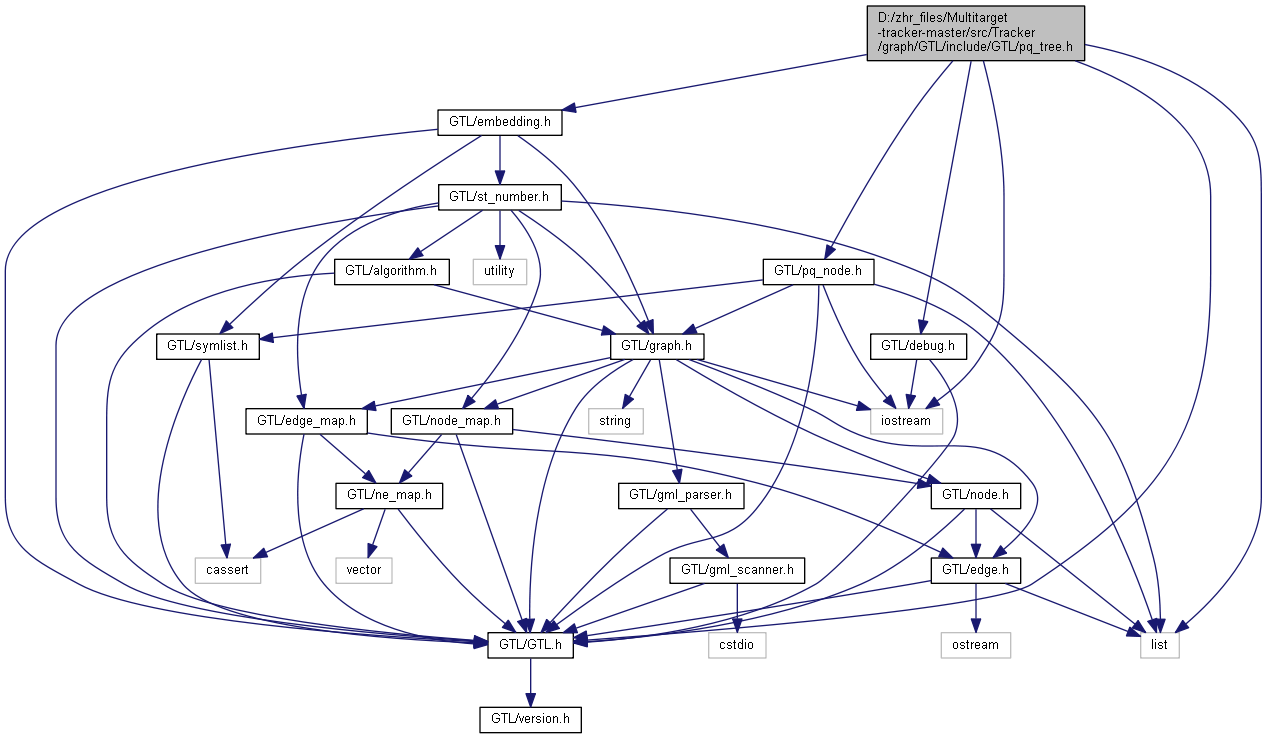 D:/zhr_files/Multitarget
-tracker-master/src/Tracker
/graph/GTL/include/GTL/pq_tree.h
GTL/embedding.h
GTL/st_number.h
GTL/algorithm.h
utility
GTL/pq_node.h
GTL/symlist.h
GTL/graph.h
GTL/debug.h
GTL/edge_map.h
GTL/node_map.h
string
iostream
GTL/ne_map.h
GTL/gml_parser.h
GTL/node.h
cassert
vector
GTL/gml_scanner.h
GTL/edge.h
GTL/GTL.h
cstdio
ostream
list
GTL/version.h